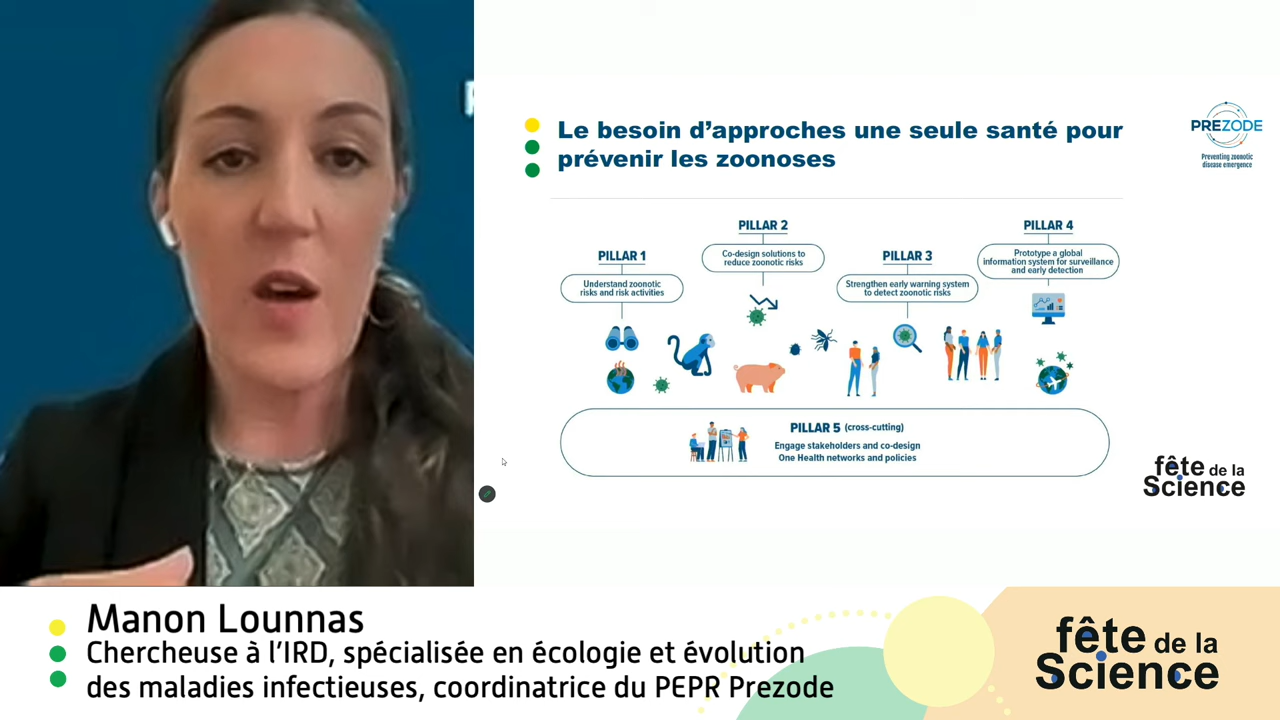 Le besoin d'approches une seule santé pour
prévenir les zoonoses
PREZODE
Preventing zoonotic
disease emergence
PILLAR 1
Understand zoonotic
risks and risk activities
PILLAR 2
Co-design solutions to
reduce zoonotic risks
PILLAR 3
Strengthen early warning system
to detect zoonotic risks
PILLAR 4
Prototype a global
information system for surveillance
and early detection
PILLAR 5 (cross-cutting)
Engage stakeholders and co-design
One Health networks and policies
fête de la
Science
Manon Lounnas
Chercheuse à l'IRD, spécialisée en écologie et évolution
des maladies infectieuses, coordinatrice du PEPR Prezode
fête de la
Science